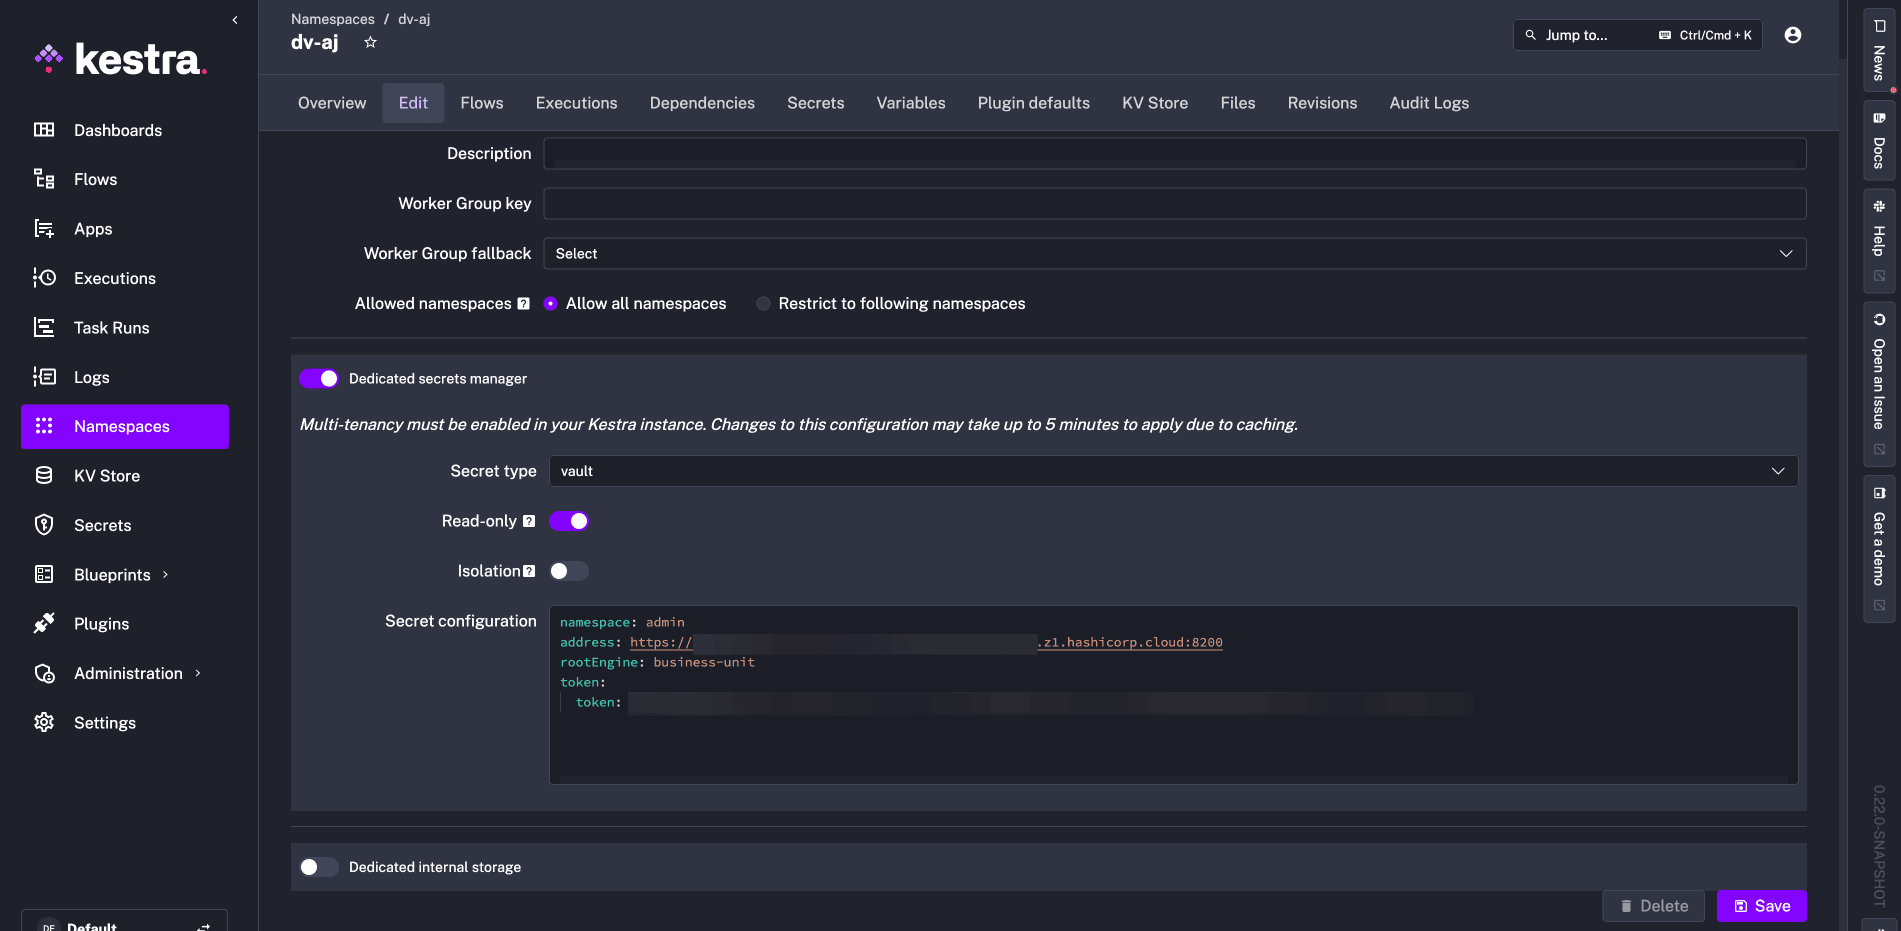 kestra.
Dashboards
Flows
Apps
Executions
Task Runs
Logs
Namespaces
KV Store
Secrets
Blueprints
Plugins
Administration
Settings
DE Default
Namespaces / dv-aj
dv-aj
Jump to...
Ctrl/Cmd + K
Overview Edit Flows Executions Dependencies Secrets Variables Plugin defaults KV Store Files Revisions Audit Logs
Description
Worker Group key
Worker Group fallback Select
Allowed namespaces ? Allow all namespaces Restrict to following namespaces
Dedicated secrets manager
Multi-tenancy must be enabled in your Kestra instance. Changes to this configuration may take up to 5 minutes to apply due to caching.
Secret type vault
Read-only ?
Isolation ?
Secret configuration
namespace: admin
address: https:// .z1.hashicorp.cloud:8200
rootEngine: business-unit
token:
token:
Dedicated internal storage
Delete Save
News
Docs
Help
Open an Issue
Get a demo
0.22.0-SNAPSHOT